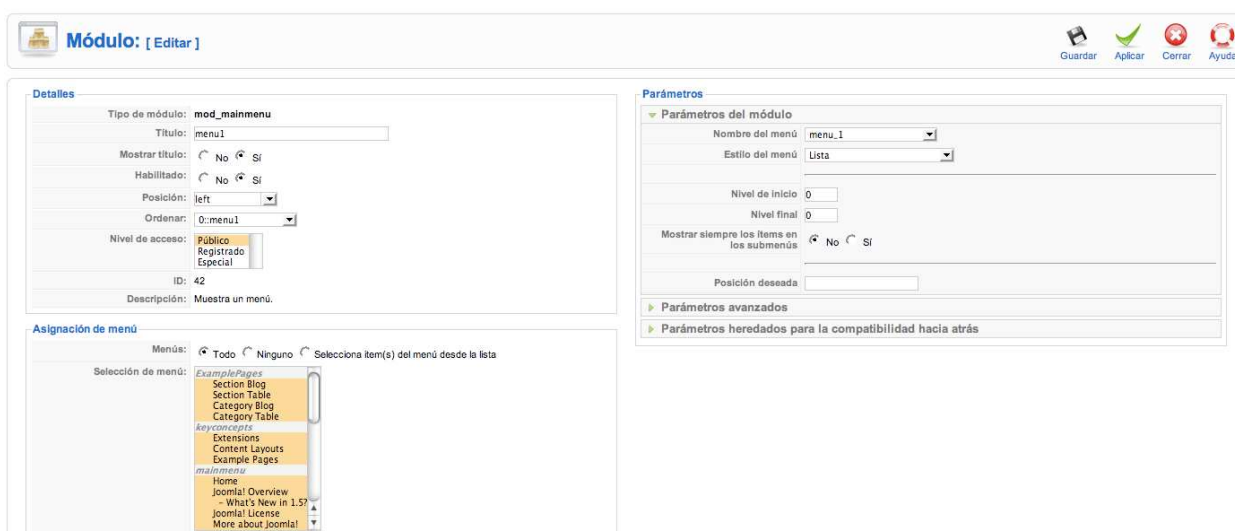 Módulo: [ Editar ]
Guardar
Aplicar
Cerrar
Ayuda
Detalles
Tipo de módulo: mod_mainmenu
Título: menu1
Mostrar título: No Sí
Habilitado: No Sí
Posición: left
Ordenar: 0::menu1
Nivel de acceso: Público
Registrado
Especial
ID: 42
Descripción: Muestra un menú.
Asignación de menú
Menús: Todo Ninguno Selecciona item(s) del menú desde la lista
Selección de menú: ExamplePages
Section Blog
Section Table
Category Blog
Category Table
keyconcepts
Extensions
Content Layouts
Example Pages
mainmenu
Home
Joomla! Overview
- What's New in 1.5?
Joomla! License
More about Joomla!
Parámetros
Parámetros del módulo
Nombre del menú menu_1
Estilo del menú Lista
Nivel de inicio 0
Nivel final 0
Mostrar siempre los ítems en
los submenús No Sí
Posición deseada
Parámetros avanzados
Parámetros heredados para la compatibilidad hacia atrás